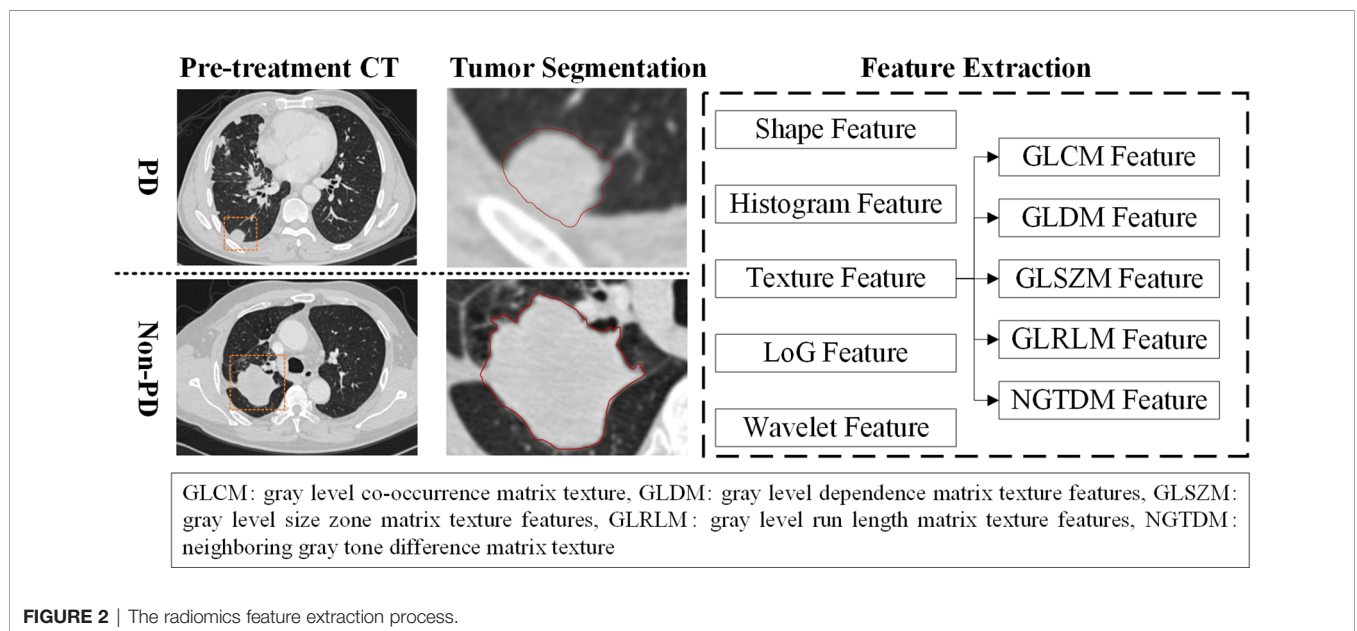 Pre-treatment CT
Tumor Segmentation
Feature Extraction
PD
Non-PD
Shape Feature
Histogram Feature
Texture Feature
LoG Feature
Wavelet Feature
GLCM Feature
GLDM Feature
GLSZM Feature
GLRLM Feature
NGTDM Feature
GLCM: gray level co-occurrence matrix texture, GLDM: gray level dependence matrix texture features, GLSZM:
gray level size zone matrix texture features, GLRLM: gray level run length matrix texture features, NGTDM:
neighboring gray tone difference matrix texture
FIGURE 2 | The radiomics feature extraction process.